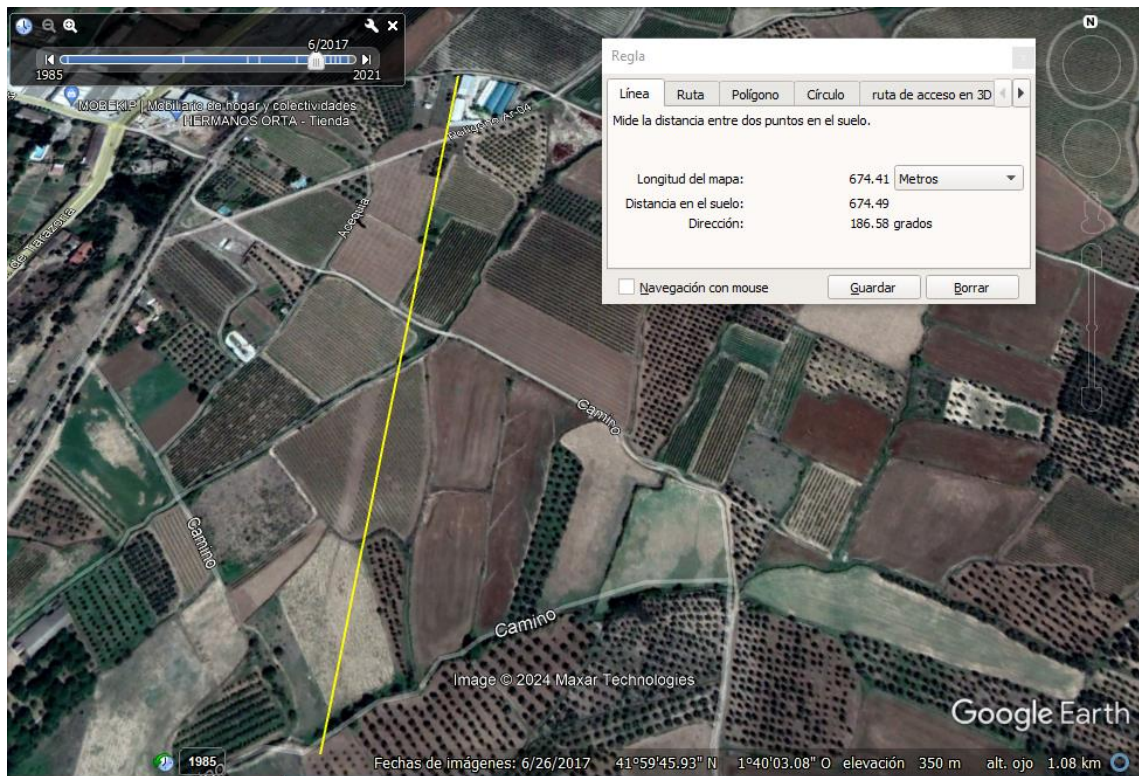 6/2017
1985
2021
MOBEKIP | Mobiliario de hogar y colectividades
HERMANOS ORTA - Tienda
Polígono Ar-04
de Tarazona
Acequia
Camino
Camino
Camino
N
Regla
Línea
Ruta
Polígono
Círculo
ruta de acceso en 3D
Mide la distancia entre dos puntos en el suelo.
Longitud del mapa: 674.41 Metros
Distancia en el suelo: 674.49
Dirección: 186.58 grados
Navegación con mouse
Guardar
Borrar
Image © 2024 Maxar Technologies
Google Earth
1985
Fechas de imágenes: 6/26/2017 41º59'45.93" N 1º40'03.08" O elevación 350 m alt. ojo 1.08 km